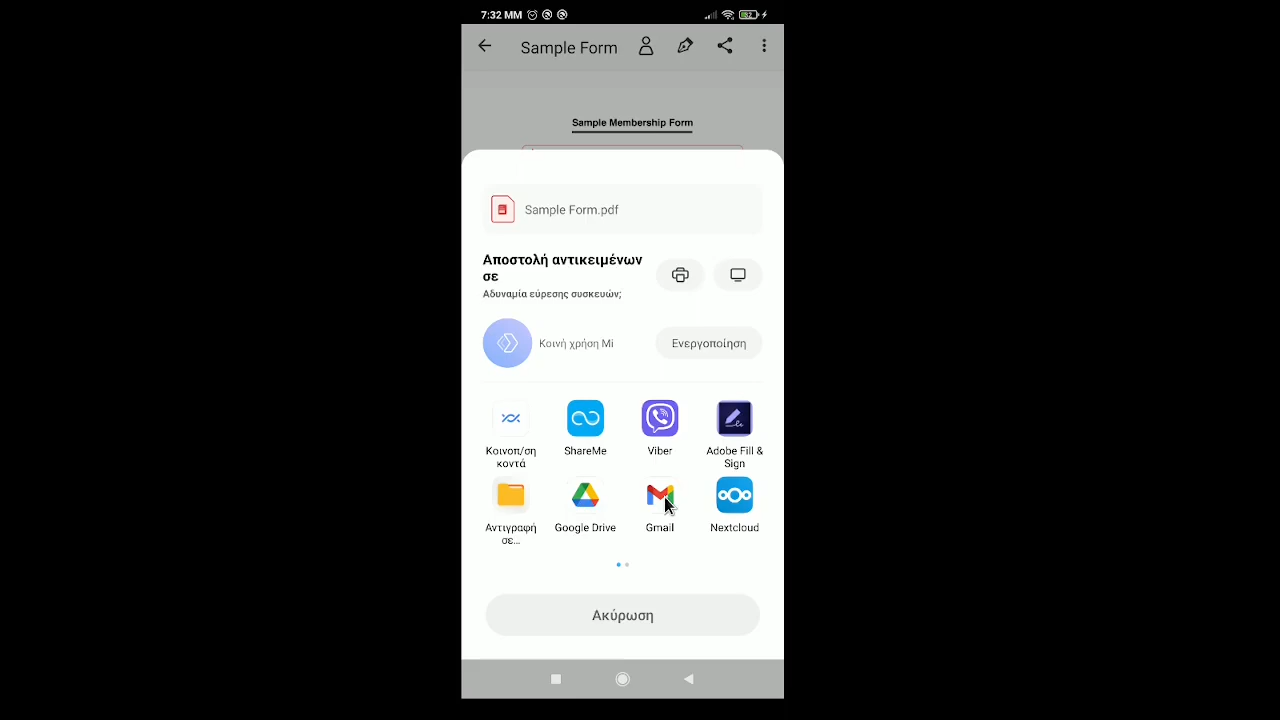 7:32 ΜΜ
Sample Form
Sample Membership Form
Sample Form.pdf
Αποστολή αντικειμένων
σε
Αδυναμία εύρεσης συσκευών;
Κοινή χρήση Mi
Ενεργοποίηση
Κοινοπ/ση
κοντά
ShareMe
Viber
Adobe Fill &
Sign
Αντιγραφή
σε...
Google Drive
Gmail
Nextcloud
Ακύρωση